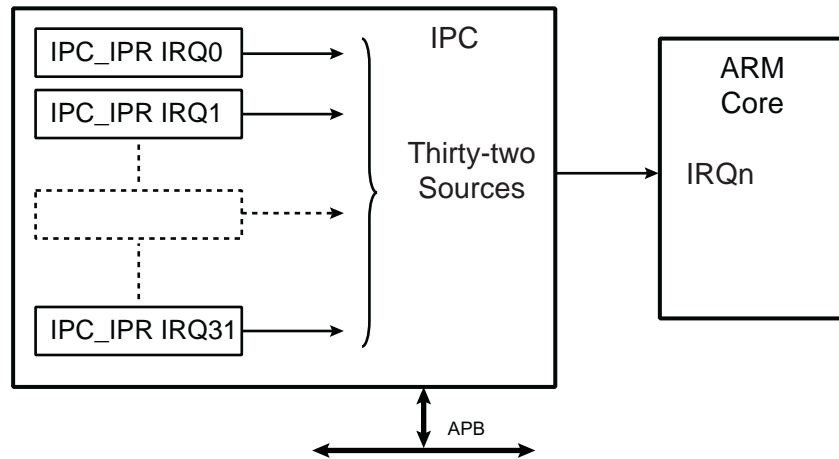 IPC_IPR IRQ0
IPC_IPR IRQ1
IPC_IPR IRQ31
IPC
Thirty-two
Sources
ARM
Core
IRQn
APB